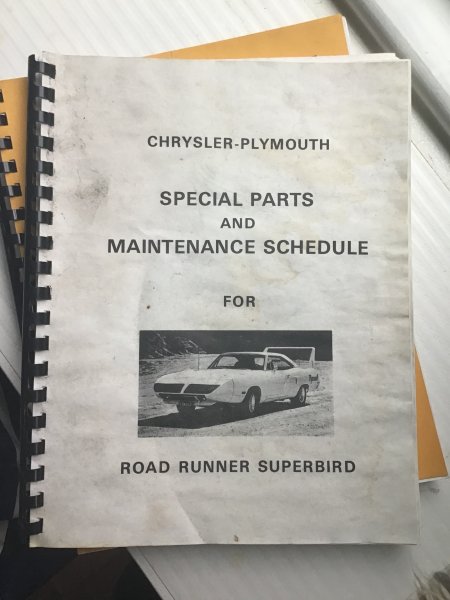 CHRYSLER-PLYMOUTH
SPECIAL PARTS
AND
MAINTENANCE SCHEDULE
FOR
ROAD RUNNER SUPERBIRD